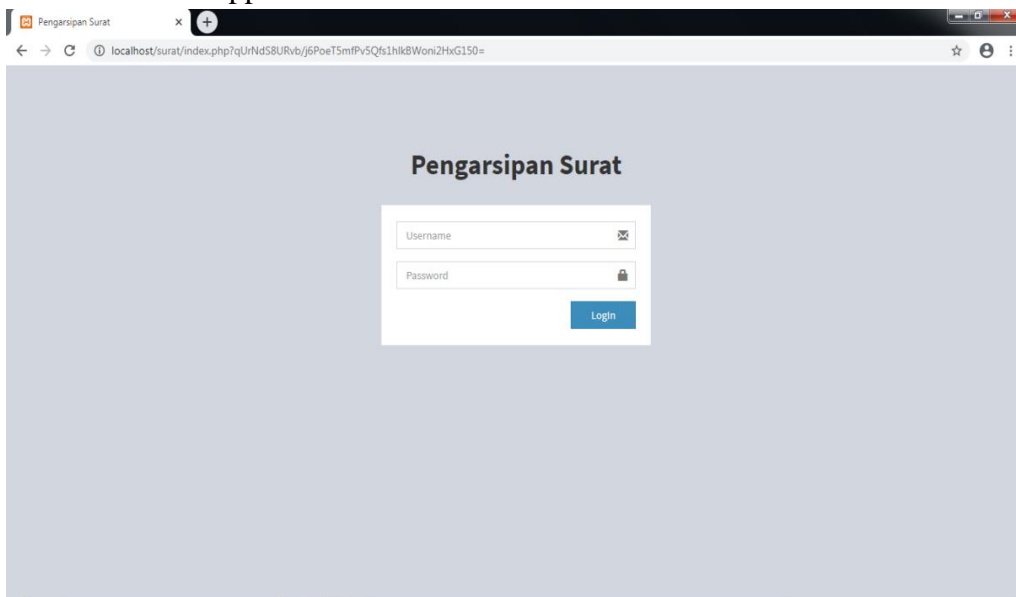 Pengarsipan Surat
localhost/surat/index.php?qUrNdS8URvb/j6PoeT5mfPv5Qfs1hlkBWoni2HxG150=
Pengarsipan Surat
Username
Password
Login